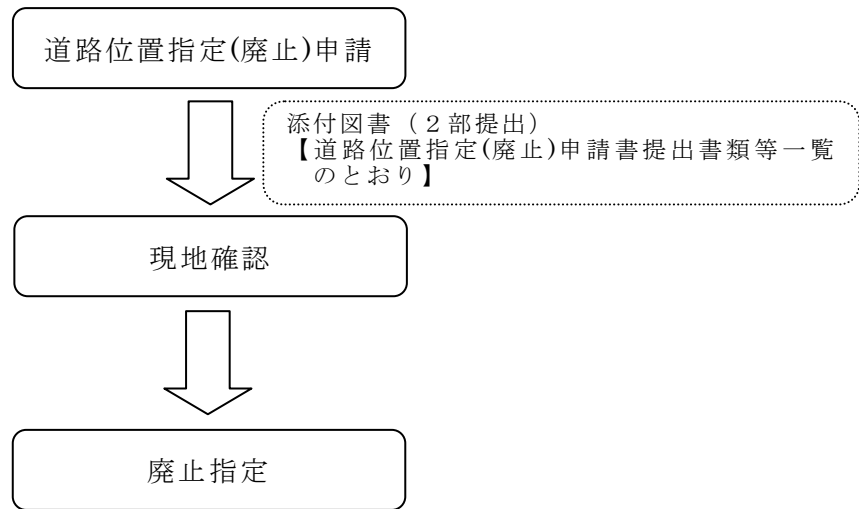 道路位置指定(廃止)申請
添付図書（２部提出）
【道路位置指定(廃止)申請書提出書類等一覧
のとおり】
現地確認
廃止指定